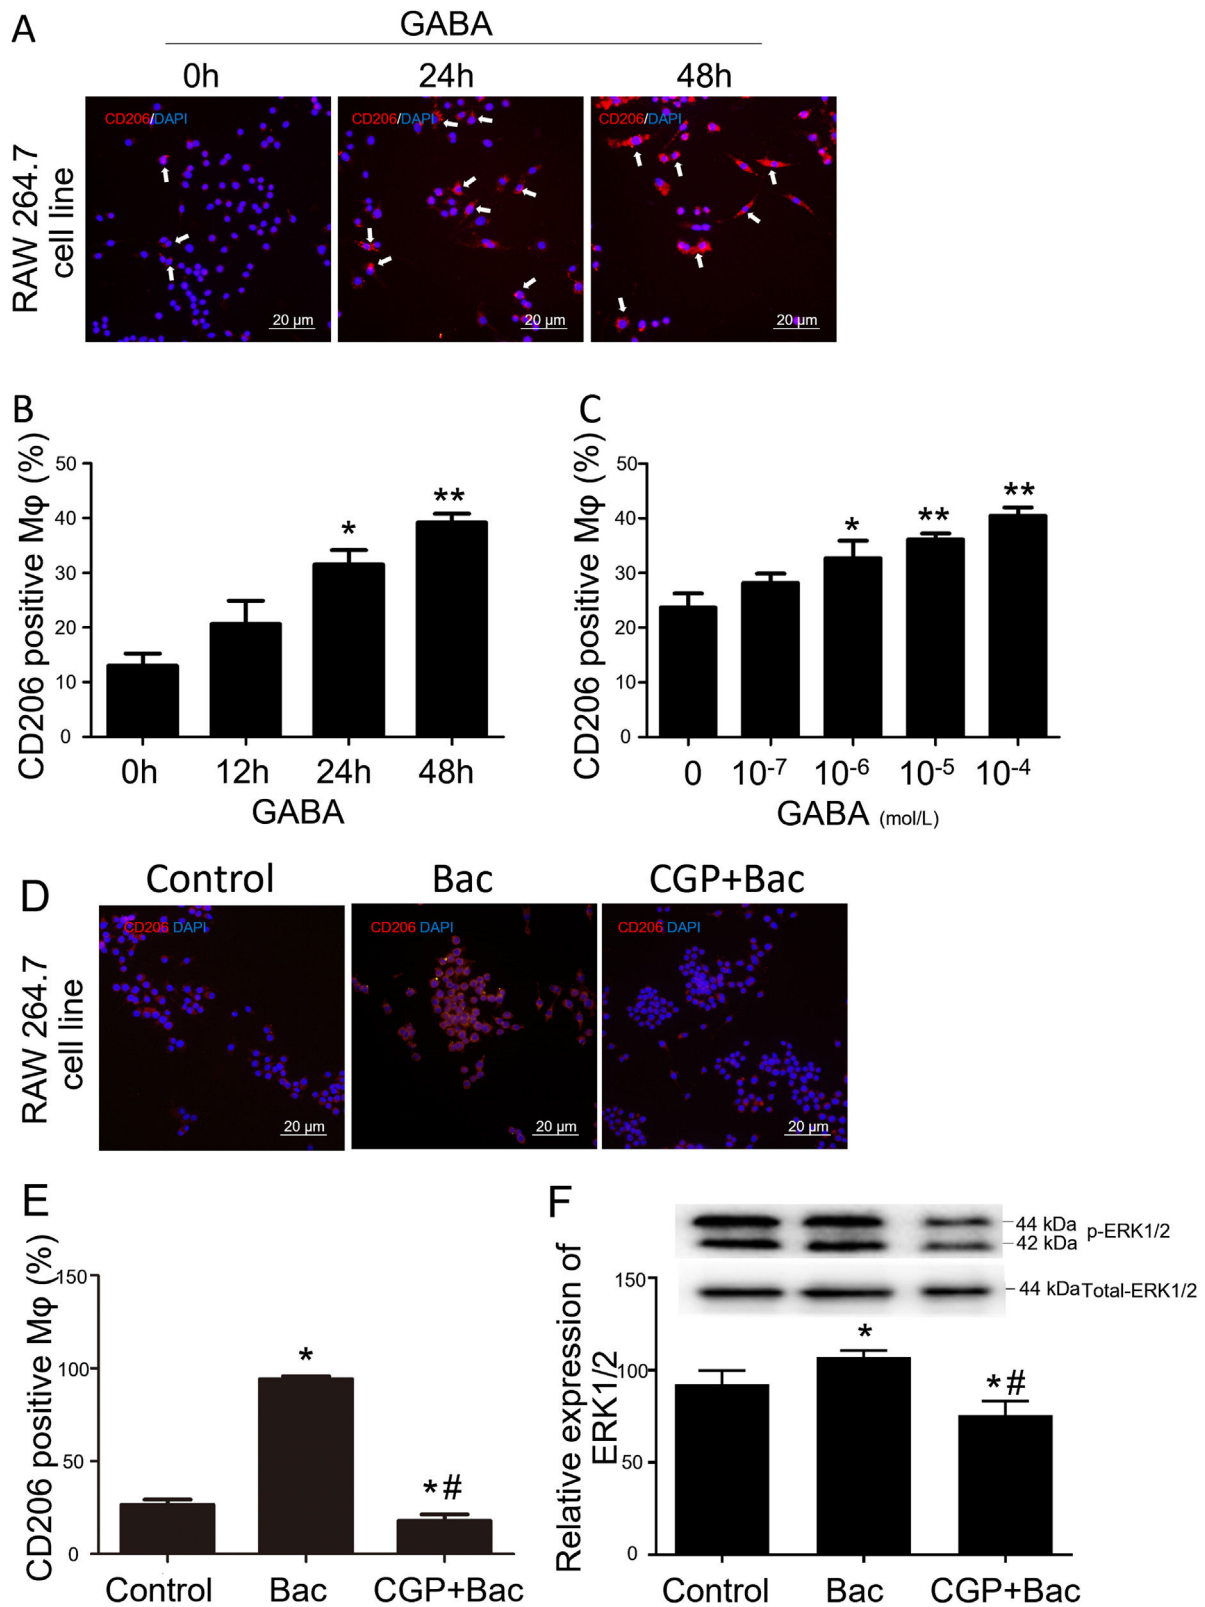 A
GABA
0h 24h 48h
CD206/DAPI CD206/DAPI CD206/DAPI
RAW 264.7
cell line
20 µm 20 µm 20 µm
B
CD206 positive Mφ (%)
50
40
30
20
10
0
0h 12h 24h 48h
GABA
* **
C
CD206 positive Mφ (%)
50
40
30
20
10
0
0 10-7 10-6 10-5 10-4
GABA (mol/L)
* ** **
D
Control Bac CGP+Bac
CD206 DAPI CD206 DAPI CD206 DAPI
RAW 264.7
cell line
20 µm 20 µm 20 µm
E
CD206 positive Mφ (%)
150
100
50
0
* *#
Control Bac CGP+Bac
F
44 kDa p-ERK1/2
42 kDa
44 kDa Total-ERK1/2
Relative expression of
ERK1/2
150
100
50
0
* *#
Control Bac CGP+Bac